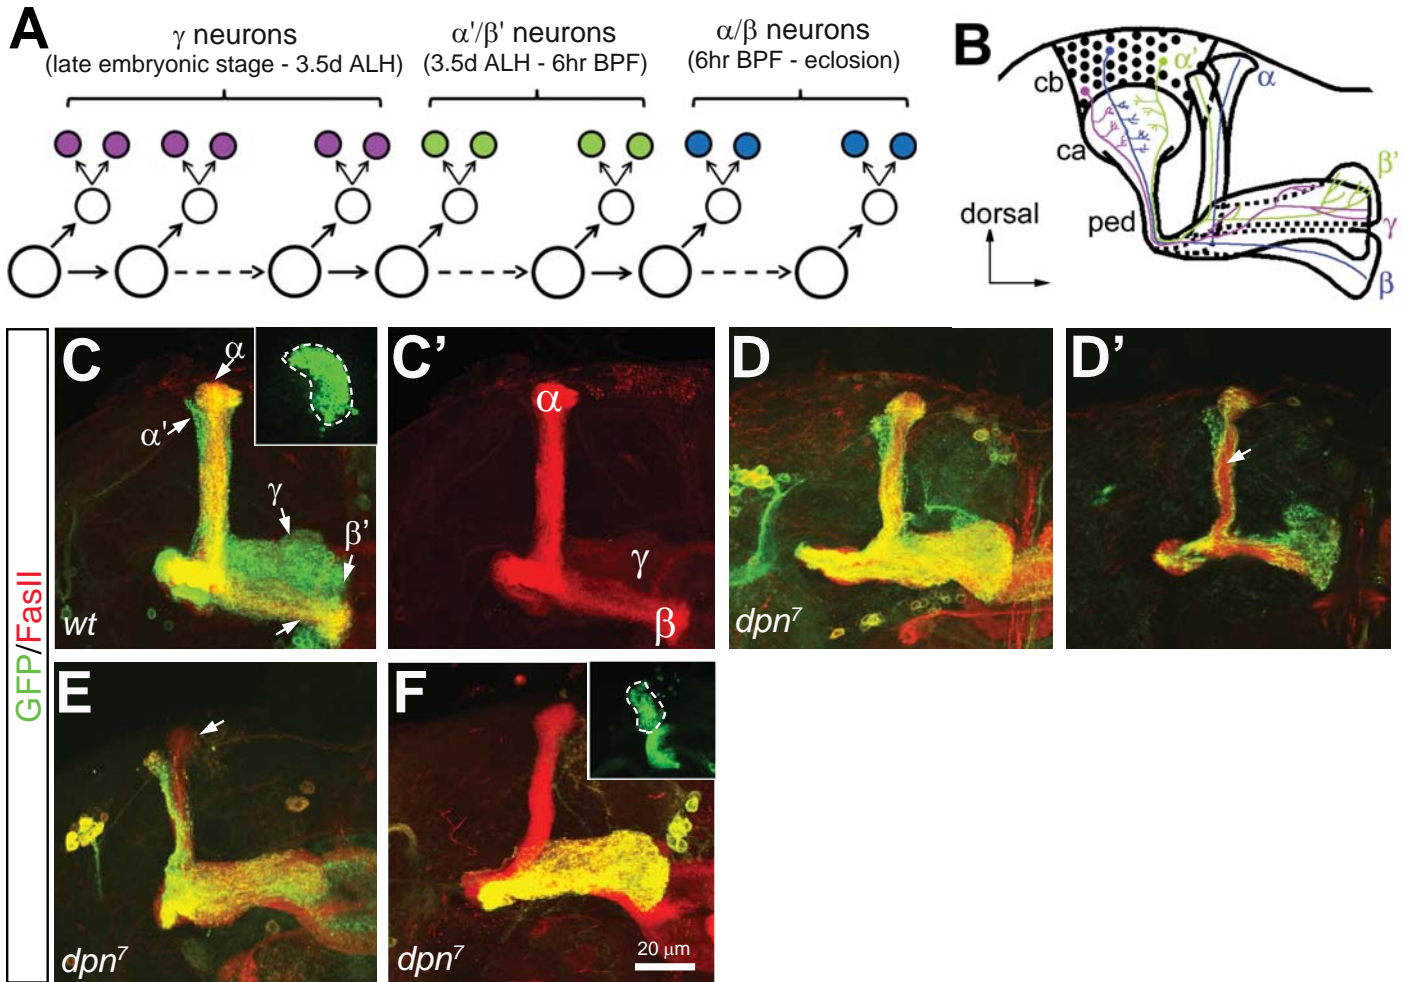 A
γ neurons
(late embryonic stage - 3.5d ALH)
α'/β' neurons
(3.5d ALH - 6hr BPF)
α/β neurons
(6hr BPF - eclosion)
B
cb
α'
α
ca
β'
dorsal
ped
γ
β
GFP/FasII
C
α
α'
γ
β'
wt
C’
α
γ
β
D
dpn⁷
D’
E
dpn⁷
F
dpn⁷
20 μm